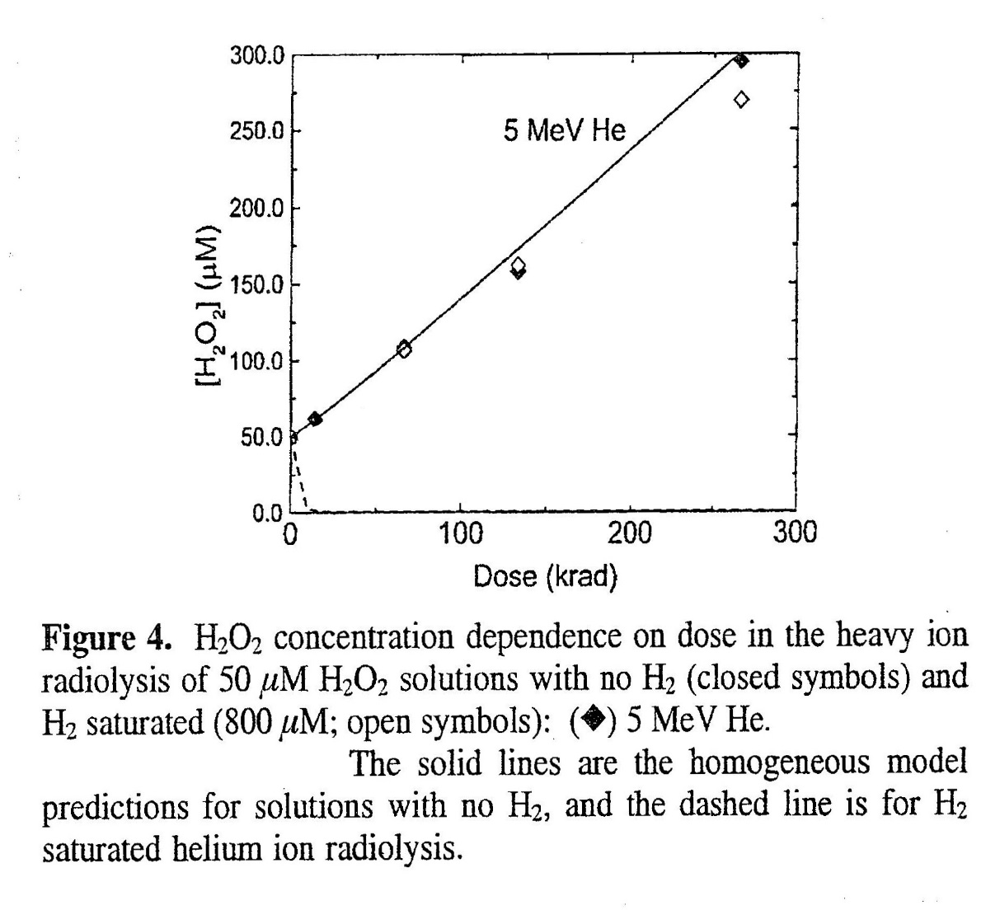 300.0
5 MeV He
250.0
200.0
150.0
100.0
50.0
0.0
[H₂O₂] (μM)
0 100 200 300
Dose (krad)
Figure 4. H₂O₂ concentration dependence on dose in the heavy ion
radiolysis of 50 μM H₂O₂ solutions with no H₂ (closed symbols) and
H₂ saturated (800 μM; open symbols): (◆) 5 MeV He.
The solid lines are the homogeneous model
predictions for solutions with no H₂, and the dashed line is for H₂
saturated helium ion radiolysis.